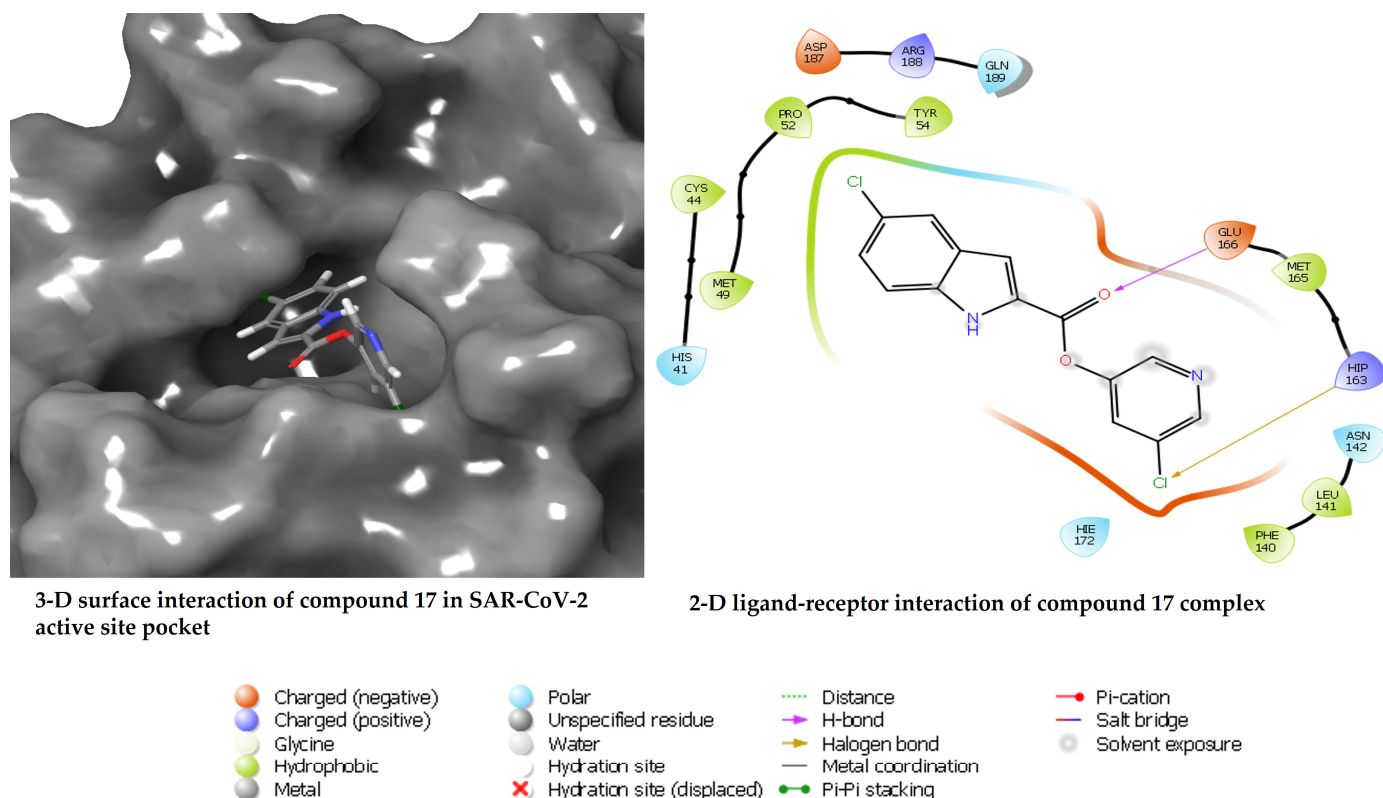 ASP
187
ARG
188
GLN
189
PRO
52
TYR
54
CYS
44
MET
49
HIS
41
GLU
166
MET
165
HIP
163
ASN
142
LEU
141
PHE
140
HIE
172
Cl
NH
O
O
N
Cl
3-D surface interaction of compound 17 in SAR-CoV-2
active site pocket
2-D ligand-receptor interaction of compound 17 complex
Charged (negative)
Charged (positive)
Glycine
Hydrophobic
Metal
Polar
Unspecified residue
Water
Hydration site
Hydration site (displaced)
Distance
H-bond
Halogen bond
Metal coordination
Pi-Pi stacking
Pi-cation
Salt bridge
Solvent exposure